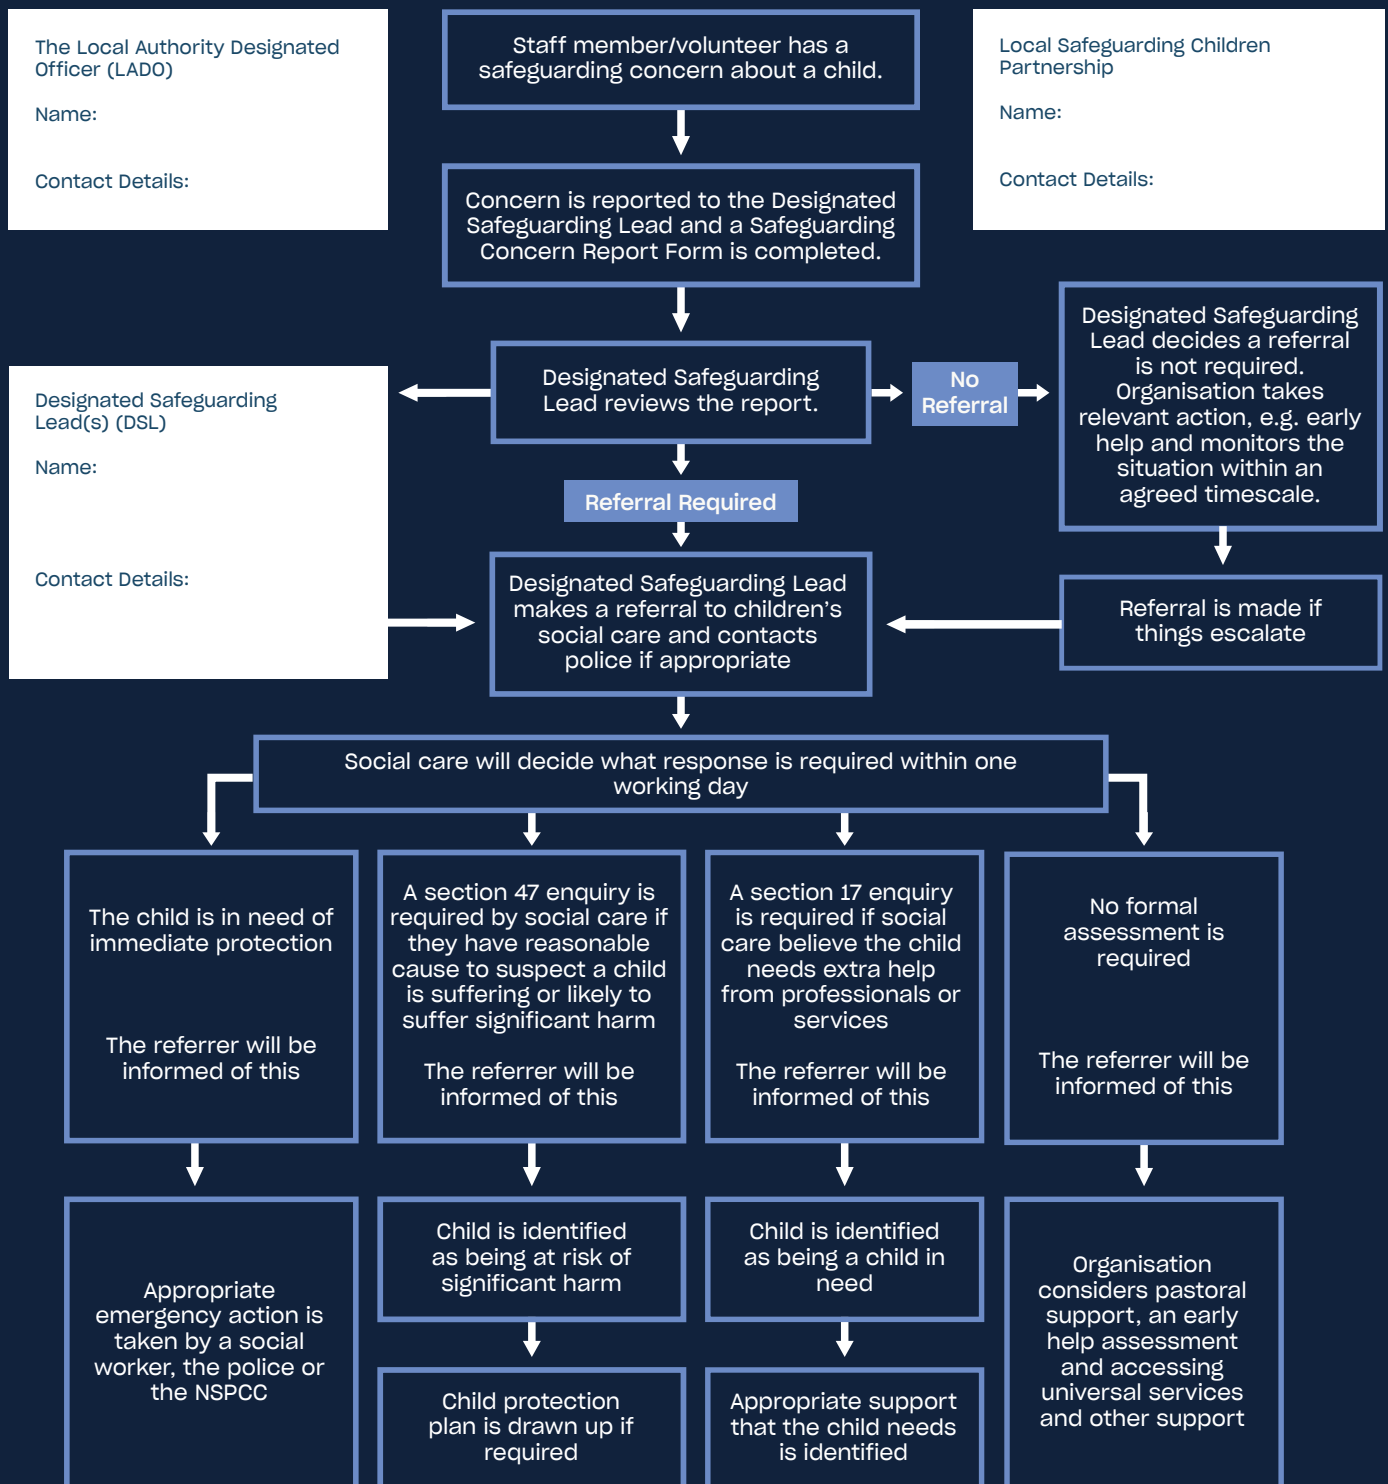 The Local Authority Designated
Officer (LADO)
Name:
Contact Details:
Staff member/volunteer has a
safeguarding concern about a child.
Local Safeguarding Children
Partnership
Name:
Contact Details:
Concern is reported to the Designated
Safeguarding Lead and a Safeguarding
Concern Report Form is completed.
Designated Safeguarding
Lead reviews the report.
No
Referral
Designated Safeguarding
Lead decides a referral
is not required.
Organisation takes
relevant action, e.g. early
help and monitors the
situation within an
agreed timescale.
Designated Safeguarding
Lead(s) (DSL)
Name:
Contact Details:
Referral Required
Designated Safeguarding Lead
makes a referral to children’s
social care and contacts
police if appropriate
Referral is made if
things escalate
Social care will decide what response is required within one
working day
The child is in need of
immediate protection
The referrer will be
informed of this
A section 47 enquiry is
required by social care if
they have reasonable
cause to suspect a child
is suffering or likely to
suffer significant harm
The referrer will be
informed of this
A section 17 enquiry
is required if social
care believe the child
needs extra help
from professionals or
services
The referrer will be
informed of this
No formal
assessment is
required
The referrer will be
informed of this
Appropriate
emergency action is
taken by a social
worker, the police or
the NSPCC
Child is identified
as being at risk of
significant harm
Child protection
plan is drawn up if
required
Child is identified
as being a child in
need
Appropriate support
that the child needs
is identified
Organisation
considers pastoral
support, an early
help assessment
and accessing
universal services
and other support